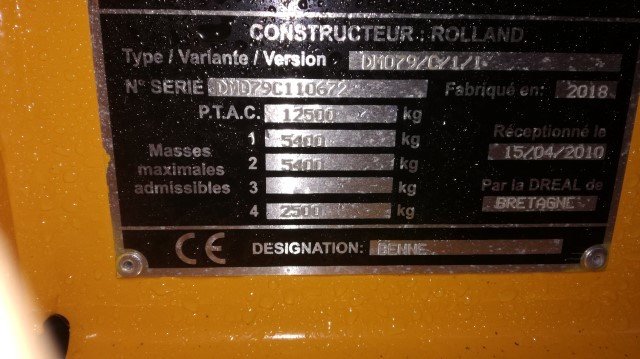 CONSTRUCTEUR : ROLLAND
Type / Variante / Version DM079/C/1/1
N° SERIE DM079C110672 Fabriqué en: 2018
P.T.A.C. 12500 kg
Masses maximales admissibles
1 5400 kg
2 5400 kg
3 kg
4 2500 kg
Réceptionné le
15/04/2010
Par la DREAL de
BRETAGNE
CE DESIGNATION: BENNE